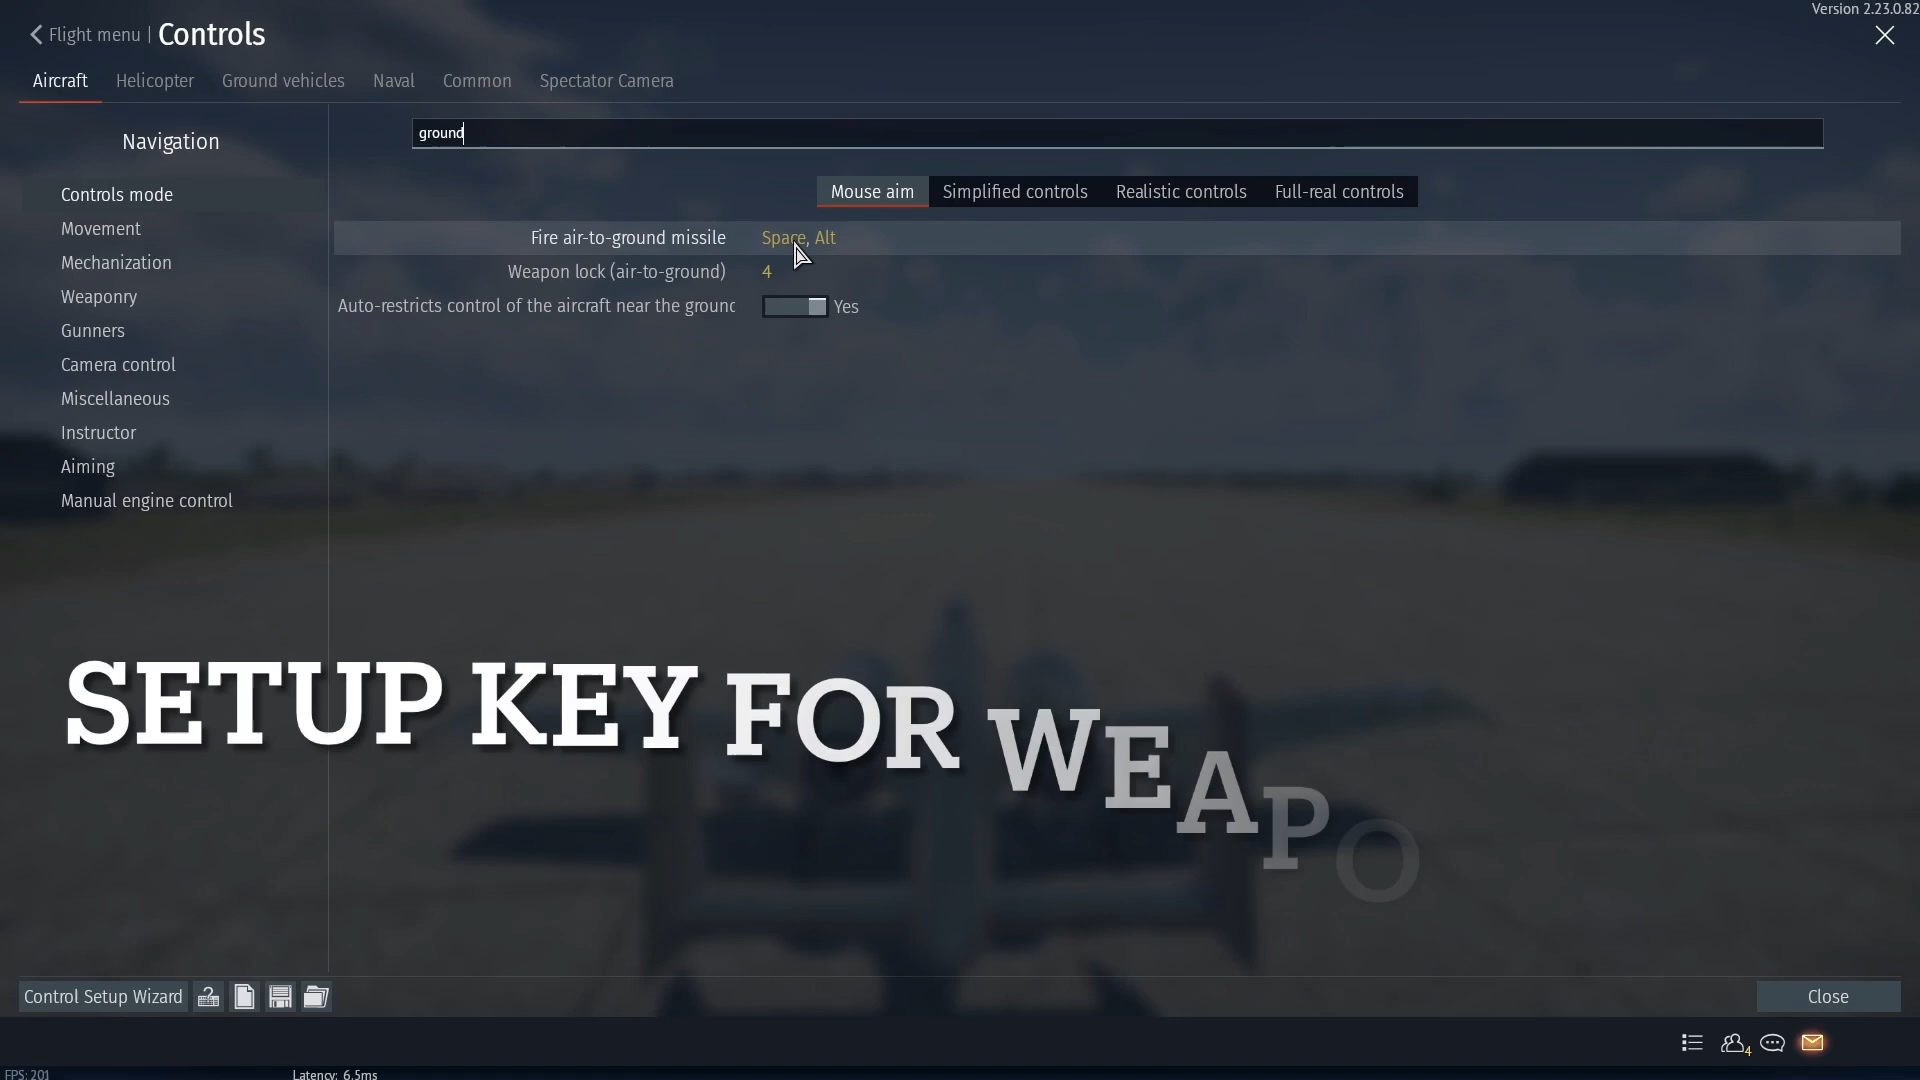 Version 2.23.0.82
Flight menu | Controls
Aircraft Helicopter Ground vehicles Naval Common Spectator Camera
Navigation
ground
Controls mode
Movement
Mechanization
Weaponry
Gunners
Camera control
Miscellaneous
Instructor
Aiming
Manual engine control
Mouse aim Simplified controls Realistic controls Full-real controls
Fire air-to-ground missile Space, Alt
Weapon lock (air-to-ground) 4
Auto-restricts control of the aircraft near the ground Yes
SETUP KEY FOR WEAPO
Control Setup Wizard
Close
4
FPS: 201 Latency: 6.5ms